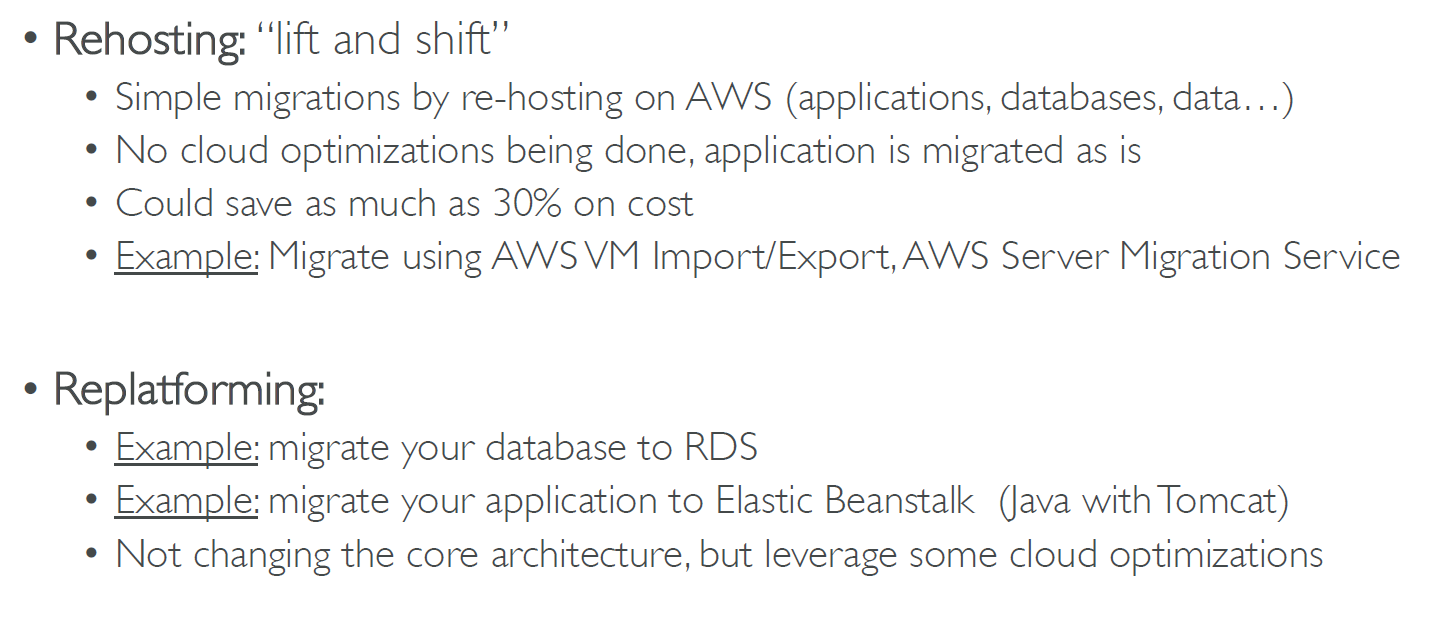 • Rehosting: “lift and shift”
• Simple migrations by re-hosting on AWS (applications, databases, data…)
• No cloud optimizations being done, application is migrated as is
• Could save as much as 30% on cost
• Example: Migrate using AWS VM Import/Export, AWS Server Migration Service
• Replatforming:
• Example: migrate your database to RDS
• Example: migrate your application to Elastic Beanstalk (Java with Tomcat)
• Not changing the core architecture, but leverage some cloud optimizations